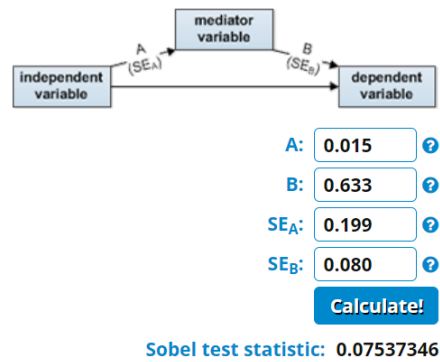 mediator
variable
A
(SEA)
B
(SEB)
independent
variable
dependent
variable
A: 0.015 ?
B: 0.633 ?
SEA: 0.199 ?
SEB: 0.080 ?
Calculate!
Sobel test statistic: 0.07537346